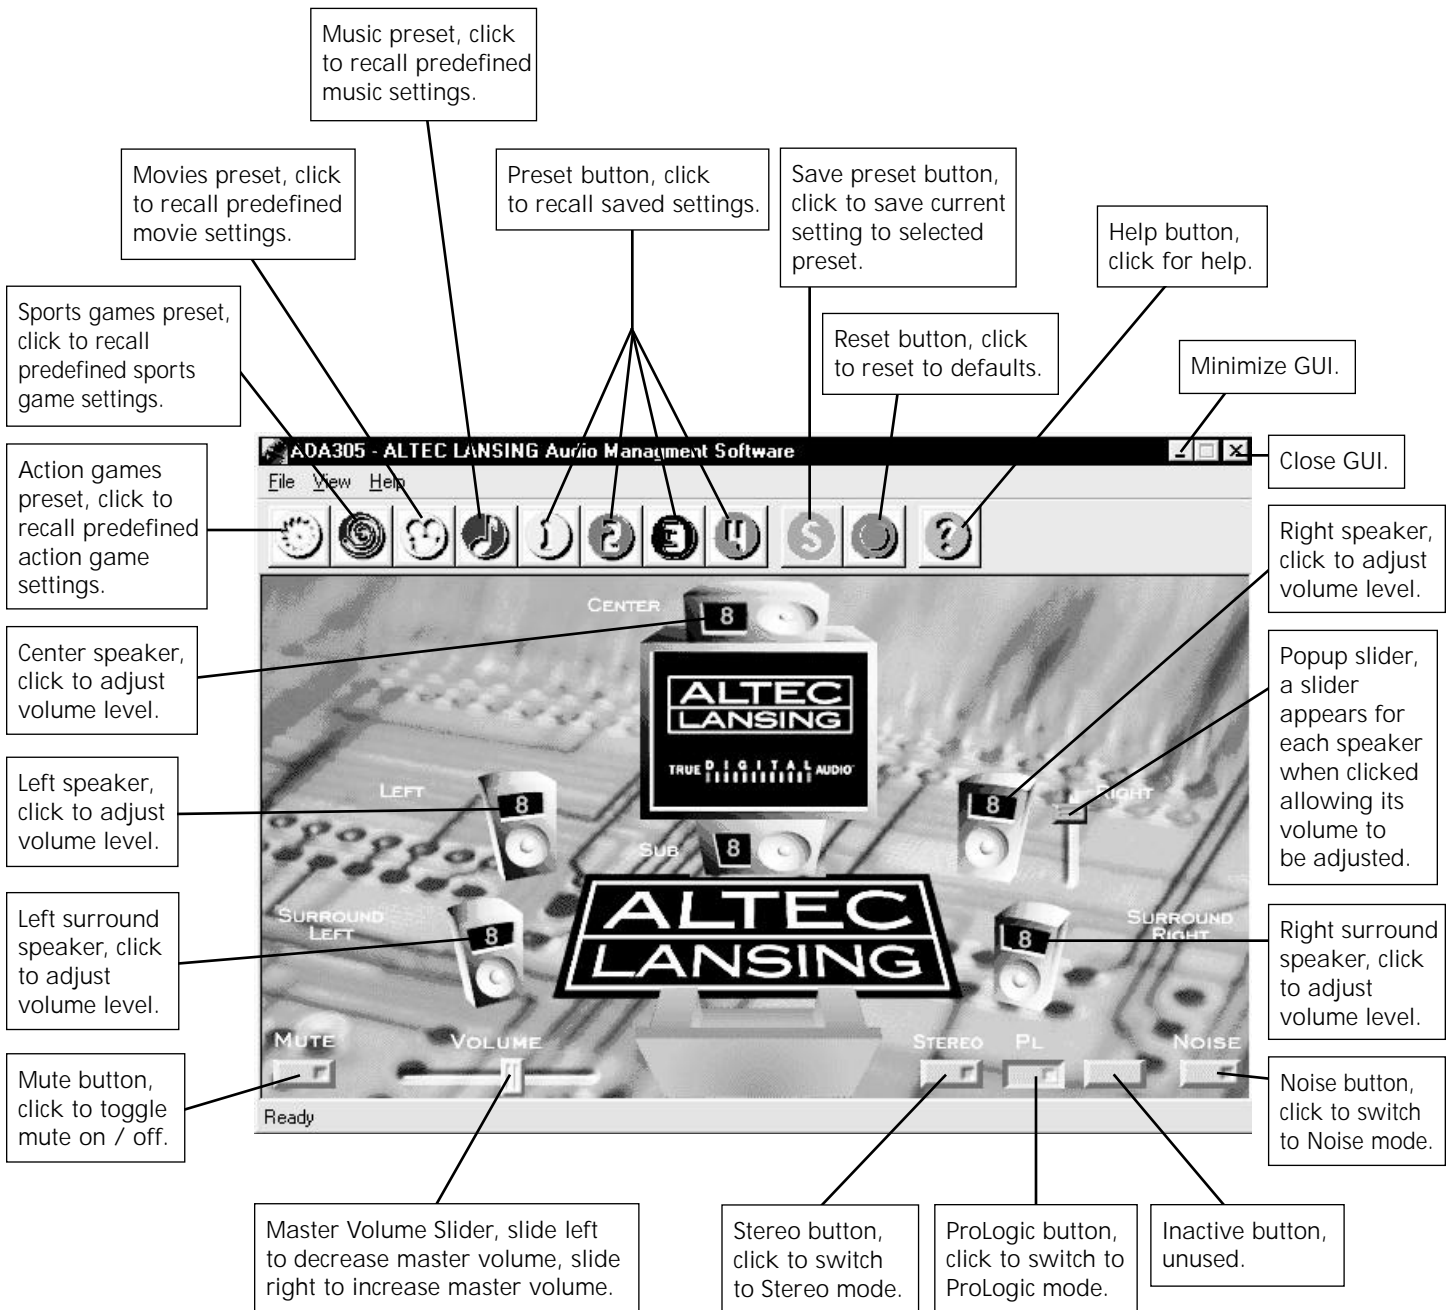 Music preset, click
to recall predefined
music settings.
Movies preset, click
to recall predefined
movie settings.
Preset button, click
to recall saved settings.
Save preset button,
click to save current
setting to selected
preset.
Help button,
click for help.
Sports games preset,
click to recall
predefined sports
game settings.
Reset button, click
to reset to defaults.
Minimize GUI.
ADA305 - ALTEC LANSING Audio Managment Software
Close GUI.
File View Help
Action games
preset, click to
recall predefined
action game
settings.
1 2 3 4 S ?
Right speaker,
click to adjust
volume level.
CENTER
8
Center speaker,
click to adjust
volume level.
ALTEC
LANSING
TRUE DIGITAL AUDIO
Popup slider,
a slider
appears for
each speaker
when clicked
allowing its
volume to
be adjusted.
Left speaker,
click to adjust
volume level.
LEFT
8
8
RIGHT
SUB
8
ALTEC
LANSING
Left surround
speaker, click
to adjust
volume level.
SURROUND
LEFT
8
8
SURROUND
RIGHT
Right surround
speaker, click
to adjust
volume level.
MUTE
VOLUME
STEREO
PL
NOISE
Mute button,
click to toggle
mute on / off.
Ready
Noise button,
click to switch
to Noise mode.
Master Volume Slider, slide left
to decrease master volume, slide
right to increase master volume.
Stereo button,
click to switch
to Stereo mode.
ProLogic button,
click to switch to
ProLogic mode.
Inactive button,
unused.